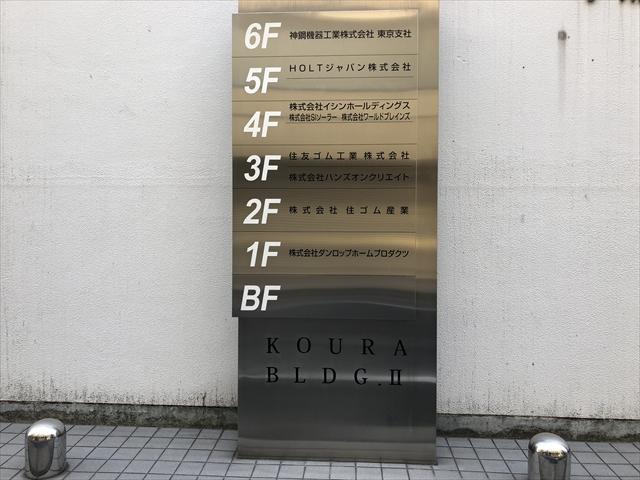 6F 神鋼機器工業株式会社 東京支社
5F HOLTジャパン株式会社
4F 株式会社イシンホールディングス
株式会社SIソーラー 株式会社ワールドブレインズ
3F 住友ゴム工業 株式会社
株式会社ハンズオンクリエイト
2F 株式会社 住ゴム産業
1F 株式会社ダンロップホームプロダクツ
BF
KOURA
BLDG.II